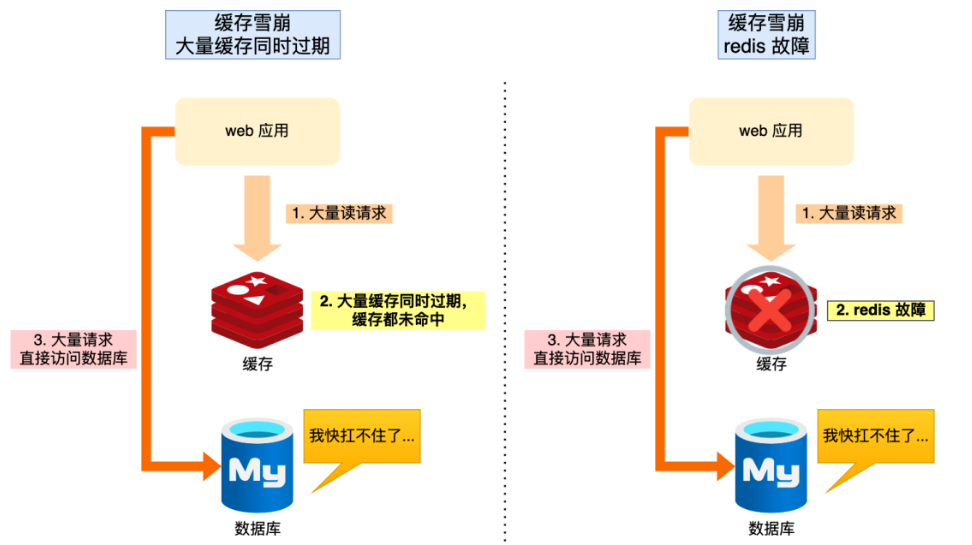 缓存雪崩
大量缓存同时过期
web 应用
1. 大量读请求
2. 大量缓存同时过期，
缓存都未命中
缓存
3. 大量请求
直接访问数据库
我快扛不住了...
My
数据库
缓存雪崩
redis 故障
web 应用
1. 大量读请求
2. redis 故障
缓存
3. 大量请求
直接访问数据库
我快扛不住了...
My
数据库